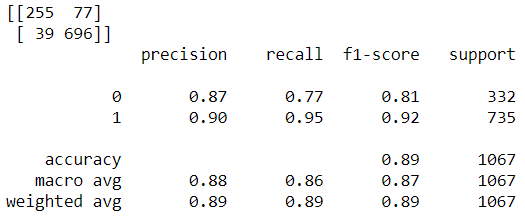 [[255  77]
 [ 39 696]]
              precision    recall  f1-score   support

           0       0.87      0.77      0.81       332
           1       0.90      0.95      0.92       735

    accuracy                           0.89      1067
   macro avg       0.88      0.86      0.87      1067
weighted avg       0.89      0.89      0.89      1067